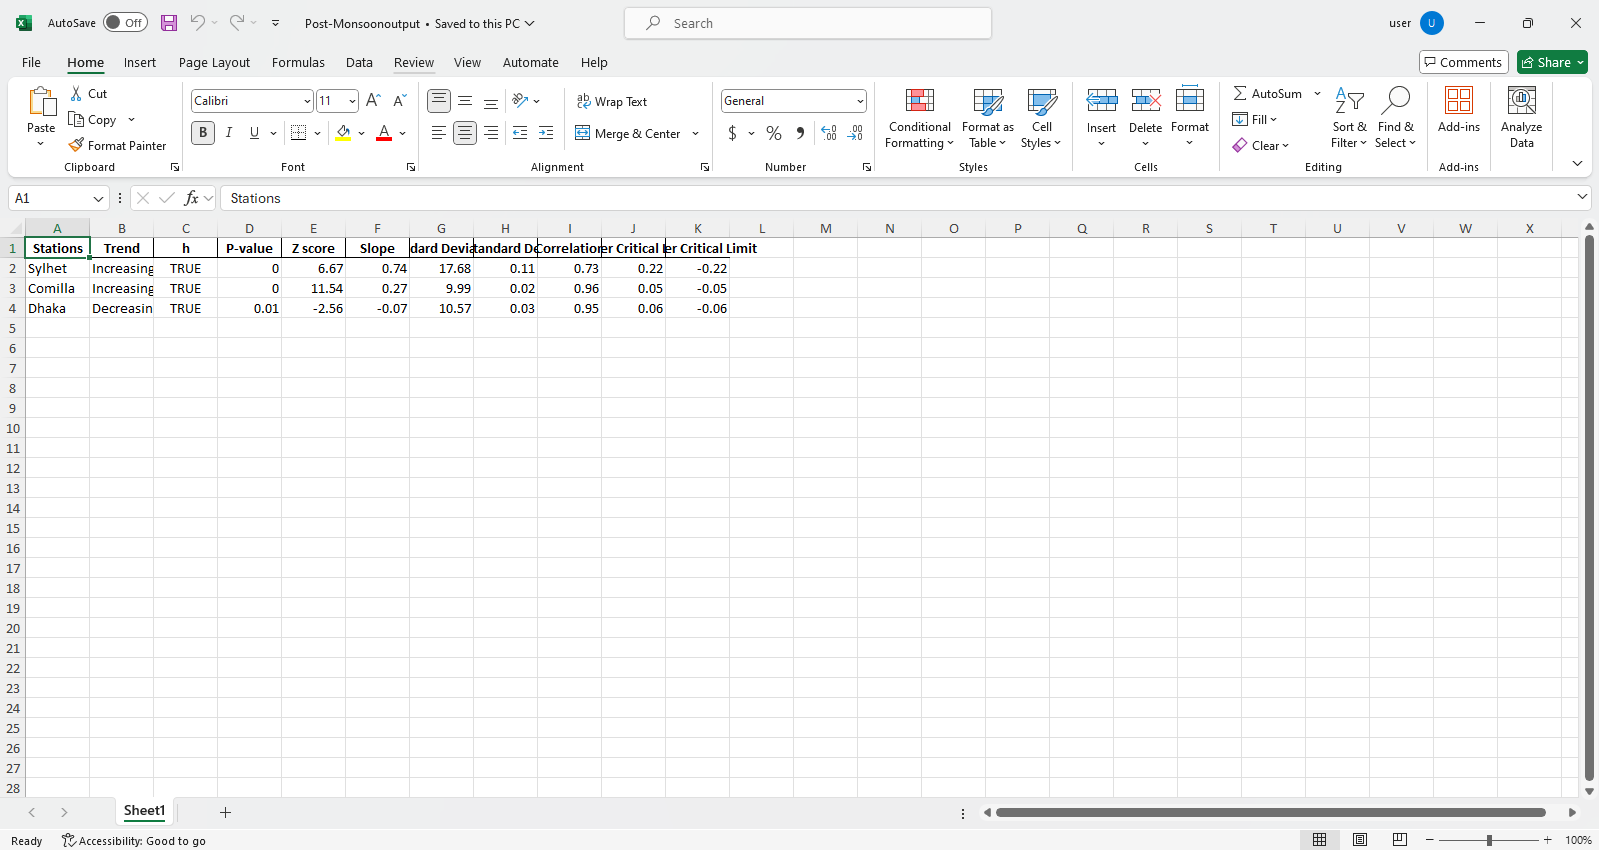 AutoSave Off Post-Monsoonoutput • Saved to this PC Search user U
File Home Insert Page Layout Formulas Data Review View Automate Help Comments Share
Paste Cut Copy Format Painter Clipboard
Calibri 11 A A B I U A Font
Wrap Text Merge & Center Alignment
General $ % , .00 .00 Number
Conditional Formatting Format as Table Cell Styles Styles
Insert Delete Format Cells
AutoSum Fill Clear Sort & Filter Find & Select Editing
Add-ins Add-ins
Analyze Data
A1 fx Stations
A B C D E F G H I J K L M N O P Q R S T U V W X
1 Stations Trend h P-value Z score Slope dard Devia tandard De Correlation er Critical er Critical Limit
2 Sylhet Increasing TRUE 0 6.67 0.74 17.68 0.11 0.73 0.22 -0.22
3 Comilla Increasing TRUE 0 11.54 0.27 9.99 0.02 0.96 0.05 -0.05
4 Dhaka Decreasin TRUE 0.01 -2.56 -0.07 10.57 0.03 0.95 0.06 -0.06
5
6
7
8
9
10
11
12
13
14
15
16
17
18
19
20
21
22
23
24
25
26
27
28
Sheet1
Ready Accessibility: Good to go 100%